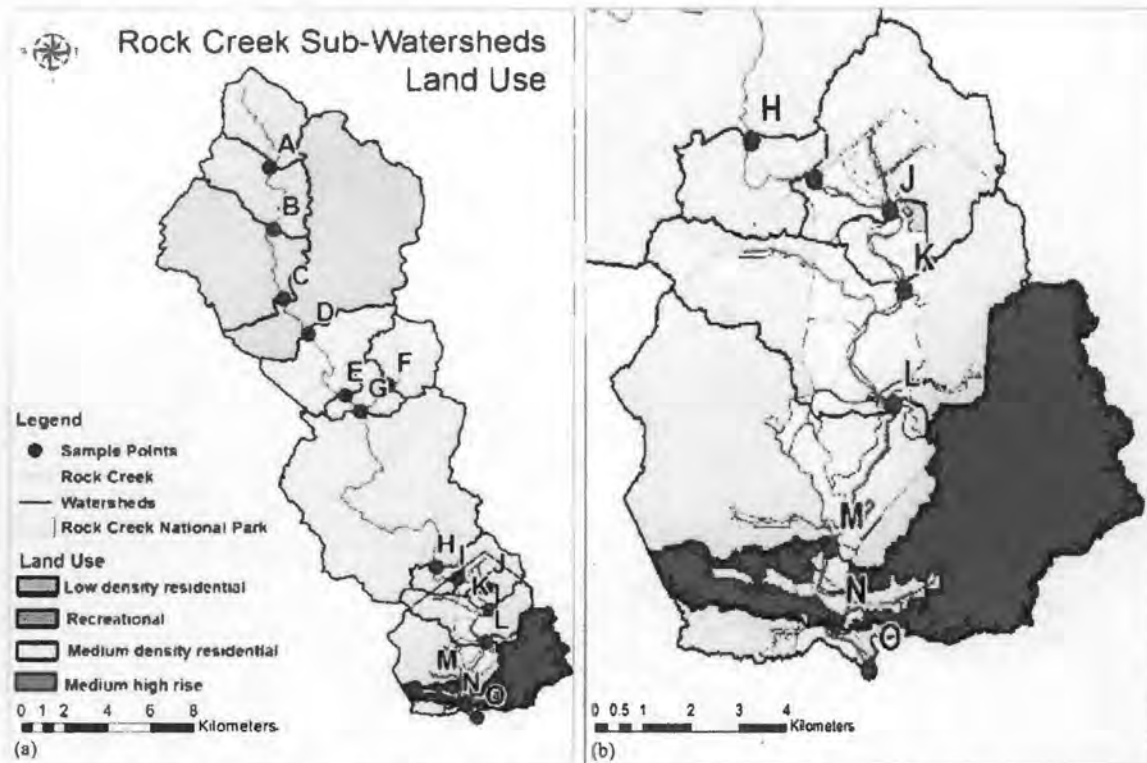 Rock Creek Sub-Watersheds
Land Use
A
B
C
D
E
F
G
H
I
J
K
L
M
N
Legend
Sample Points
Rock Creek
Watersheds
Rock Creek National Park
Land Use
Low density residential
Recreational
Medium density residential
Medium high rise
0 1 2 4 6 8
Kilometers
(a)
H
I
J
K
L
M
N
O
0 0.5 1 2 3 4
Kilometers
(b)